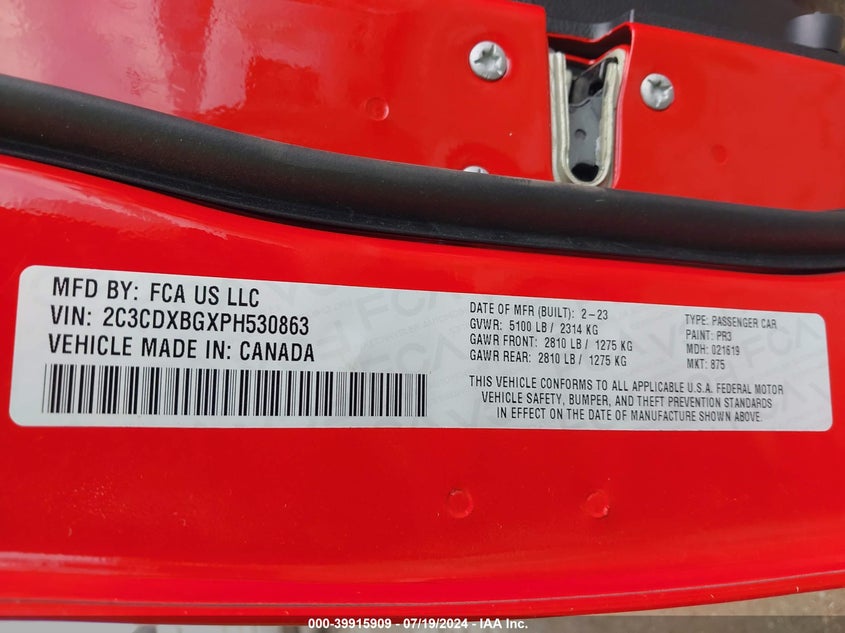 MFD BY: FCA US LLC
VIN: 2C3CDXBGXPH530863
VEHICLE MADE IN: CANADA
DATE OF MFR (BUILT): 2-23
GVWR: 5100 LB / 2314 KG
GAWR FRONT: 2810 LB / 1275 KG
GAWR REAR: 2810 LB / 1275 KG
TYPE: PASSENGER CAR
PAINT: PR3
MDH: 021619
MKT: 875
THIS VEHICLE CONFORMS TO ALL APPLICABLE U.S.A. FEDERAL MOTOR
VEHICLE SAFETY, BUMPER, AND THEFT PREVENTION STANDARDS
IN EFFECT ON THE DATE OF MANUFACTURE SHOWN ABOVE.
000-39915909 - 07/19/2024 - IAA Inc.